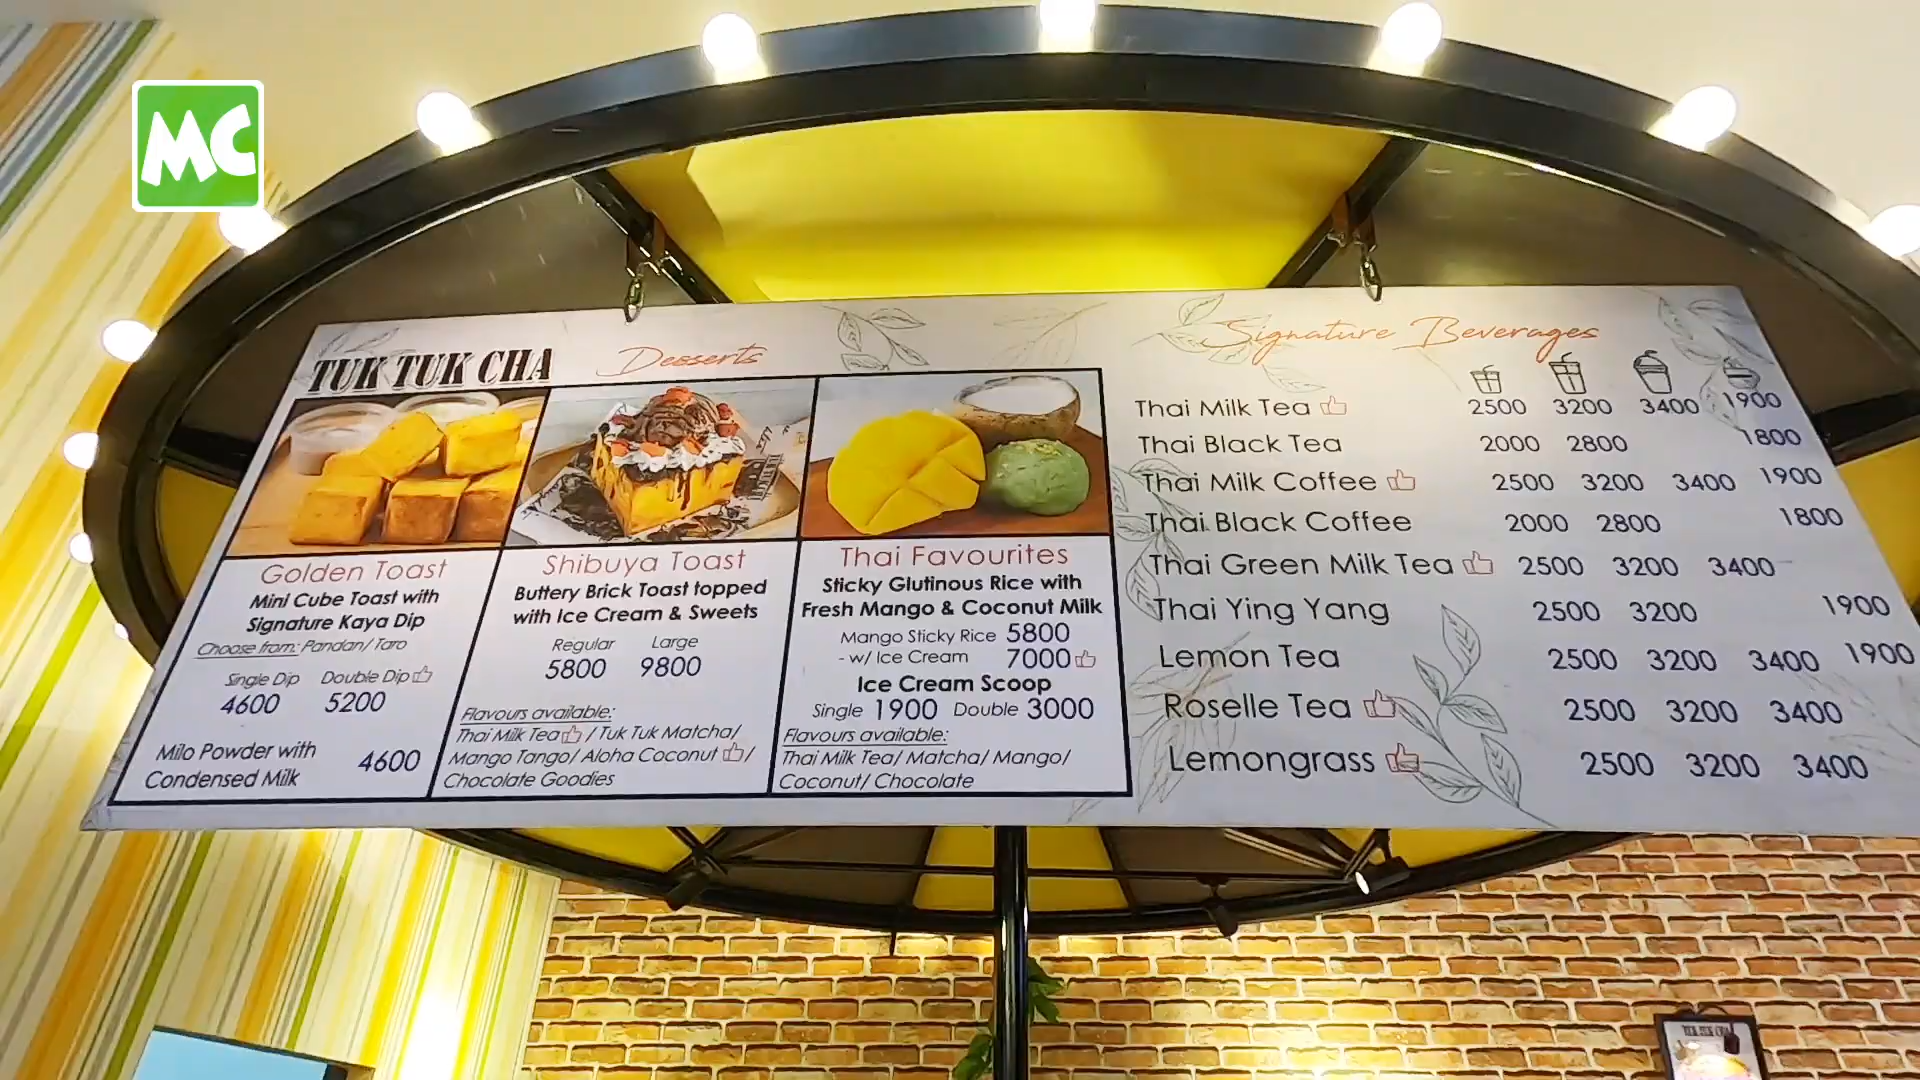 MC
TUK TUK CHA
Desserts
Golden Toast
Mini Cube Toast with
Signature Kaya Dip
Choose from: Pandan/ Taro
Single Dip Double Dip
4600 5200
Milo Powder with
Condensed Milk 4600
Shibuya Toast
Buttery Brick Toast topped
with Ice Cream & Sweets
Regular Large
5800 9800
Flavours available:
Thai Milk Tea / Tuk Tuk Matcha/
Mango Tango/ Aloha Coconut /
Chocolate Goodies
Thai Favourites
Sticky Glutinous Rice with
Fresh Mango & Coconut Milk
Mango Sticky Rice 5800
- w/ Ice Cream 7000
Ice Cream Scoop
Single 1900 Double 3000
Flavours available:
Thai Milk Tea/ Matcha/ Mango/
Coconut/ Chocolate
Signature Beverages
Thai Milk Tea 2500 3200 3400 1900
Thai Black Tea 2000 2800 1800
Thai Milk Coffee 2500 3200 3400 1900
Thai Black Coffee 2000 2800 1800
Thai Green Milk Tea 2500 3200 3400
Thai Ying Yang 2500 3200 1900
Lemon Tea 2500 3200 3400 1900
Roselle Tea 2500 3200 3400
Lemongrass 2500 3200 3400
TUK TUK CHA